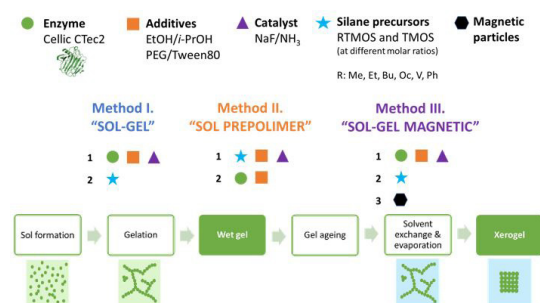 Enzyme
Cellic CTec2
Additives
EtOH/i-PrOH
PEG/Tween80
Catalyst
NaF/NH3
Silane precursors
RTMOS and TMOS
(at different molar ratios)
R: Me, Et, Bu, Oc, V, Ph
Magnetic
particles
Method I.
"SOL-GEL"
Method II.
"SOL PREPOLIMER"
Method III.
"SOL-GEL MAGNETIC"
1
2
1
2
1
2
3
Sol formation
Gelation
Wet gel
Gel ageing
Solvent
exchange &
evaporation
Xerogel